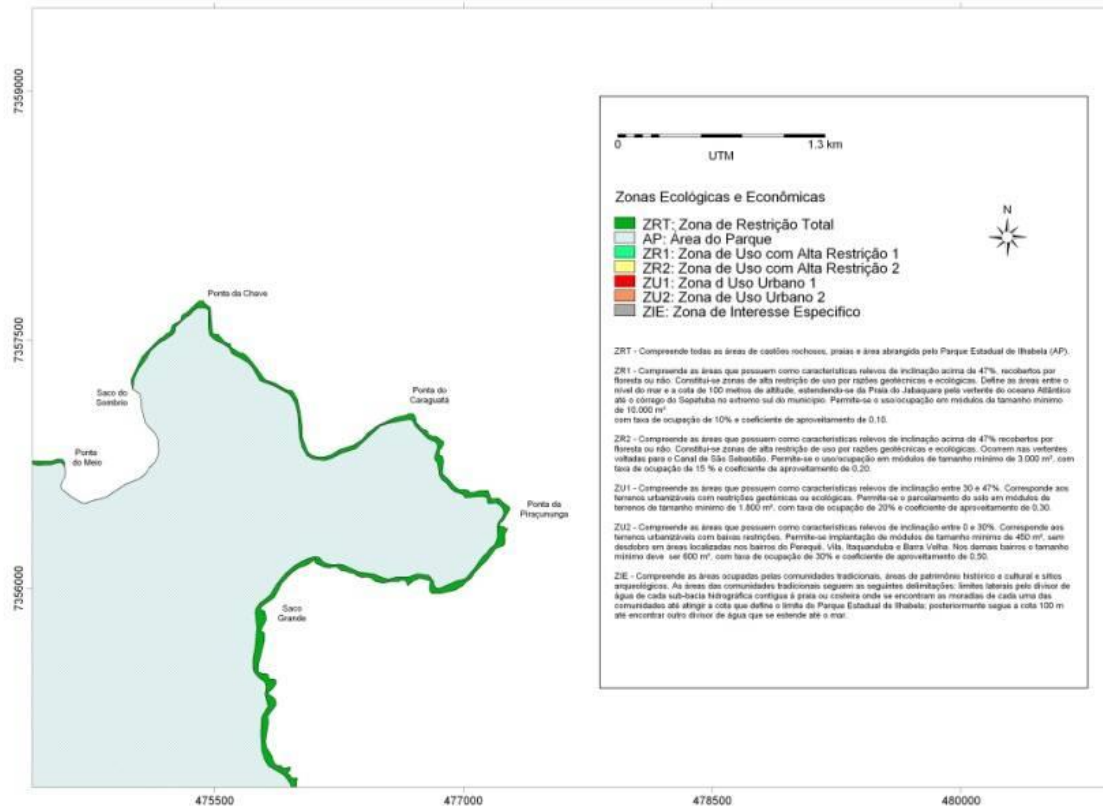 7359000
7357500
7356000
475500
477000
478500
480000
Ponta da Chave
Saco do
Sombrio
Ponta
do Meio
Ponta do
Caraguatá
Ponta da
Piraçununga
Saco
Grande
0 1.3 km
UTM
N
Zonas Ecológicas e Econômicas
ZRT: Zona de Restrição Total
AP: Área do Parque
ZR1: Zona de Uso com Alta Restrição 1
ZR2: Zona de Uso com Alta Restrição 2
ZU1: Zona d Uso Urbano 1
ZU2: Zona de Uso Urbano 2
ZIE: Zona de Interesse Especifico
ZRT - Compreende todas as áreas de costões rochosos, praias e área abrangida pelo Parque Estadual de Ilhabela (AP).
ZR1 - Compreende as áreas que possuem como características relevos de inclinação acima de 47%, recobertos por
floresta ou não. Constitui-se zonas de alta restrição de uso por razões geotécnicas e ecológicas. Define as áreas entre o
nível do mar e a cota de 100 metros de altitude, estendendo-se da Praia do Jabaquara pela vertente do oceano Atlântico
até o córrego do Sepetuba no extremo sul do município. Permite-se o uso/ocupação em módulos de tamanho mínimo
de 10.000 m²
com taxa de ocupação de 10% e coeficiente de aproveitamento de 0,10.
ZR2 - Compreende as áreas que possuem como características relevos de inclinação acima de 47% recobertos por
floresta ou não. Constitui-se zonas de alta restrição de uso por razões geotécnicas e ecológicas. Ocorrem nas vertentes
voltadas para o Canal de São Sebastião. Permite-se o uso/ocupação em módulos de tamanho mínimo de 3.000 m², com
taxa de ocupação de 15 % e coeficiente de aproveitamento de 0,20.
ZU1 - Compreende as áreas que possuem como características relevos de inclinação entre 30 e 47%. Corresponde aos
terrenos urbanizáveis com restrições geotécnicas ou ecológicas. Permite-se o parcelamento do solo em módulos de
terrenos de tamanho mínimo de 1.800 m², com taxa de ocupação de 20% e coeficiente de aproveitamento de 0,30.
ZU2 - Compreende as áreas que possuem como características relevos de inclinação entre 0 e 30%. Corresponde aos
terrenos urbanizáveis com baixas restrições. Permite-se implantação de módulos de tamanho mínimo de 450 m², sem
desdobro em áreas localizadas nos bairros do Perequê, Vila, Itaquanduba e Barra Velha. Nos demais bairros o tamanho
mínimo deve ser 600 m², com taxa de ocupação de 30% e coeficiente de aproveitamento de 0,50.
ZIE - Compreende as áreas ocupadas pelas comunidades tradicionais, áreas de patrimônio histórico e cultural e sítios
arqueológicos. As áreas das comunidades tradicionais seguem as seguintes delimitações: limites laterais pelo divisor de
água de cada sub-bacia hidrográfica contígua à praia ou costeira onde se encontram as moradias de cada uma das
comunidades até atingir a cota que define o limite do Parque Estadual de Ilhabela; posteriormente segue a cota 100 m
até encontrar outro divisor de água que se estende até o mar.